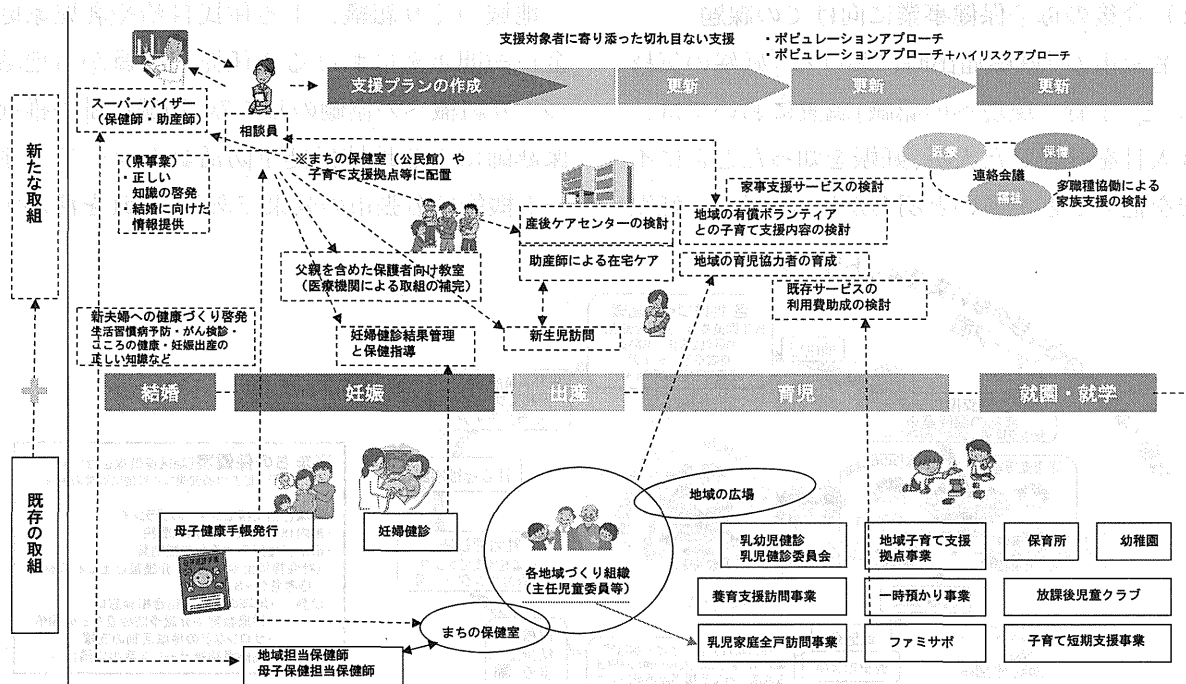 支援対象者に寄り添った切れ目ない支援
・ポピュレーションアプローチ
・ポピュレーションアプローチ＋ハイリスクアプローチ
支援プランの作成
更新
更新
更新
スーパーバイザー
（保健師・助産師）
相談員
新たな取組
（県事業）
・正しい
知識の啓発
・結婚に向けた
情報提供
※まちの保健室（公民館）や
子育て支援拠点等に配置
医療
保健
福祉
連絡会議
多職種協働による
家族支援の検討
家事支援サービスの検討
産後ケアセンターの検討
地域の有償ボランティア
との子育て支援内容の検討
助産師による在宅ケア
地域の育児協力者の育成
父親を含めた保護者向け教室
（医療機関による取組の補完）
既存サービスの
利用費助成の検討
新夫婦への健康づくり啓発
生活習慣病予防・がん検診・
こころの健康・妊娠出産の
正しい知識など
妊婦健診結果管理
と保健指導
新生児訪問
結婚
妊娠
出産
育児
就園・就学
既存の取組
母子健康手帳発行
妊婦健診
地域の広場
各地域づくり組織
（主任児童委員等）
まちの保健室
地域担当保健師
母子保健担当保健師
乳幼児健診
乳児健診委員会
地域子育て支援
拠点事業
保育所
幼稚園
養育支援訪問事業
一時預かり事業
放課後児童クラブ
乳児家庭全戸訪問事業
ファミサポ
子育て短期支援事業